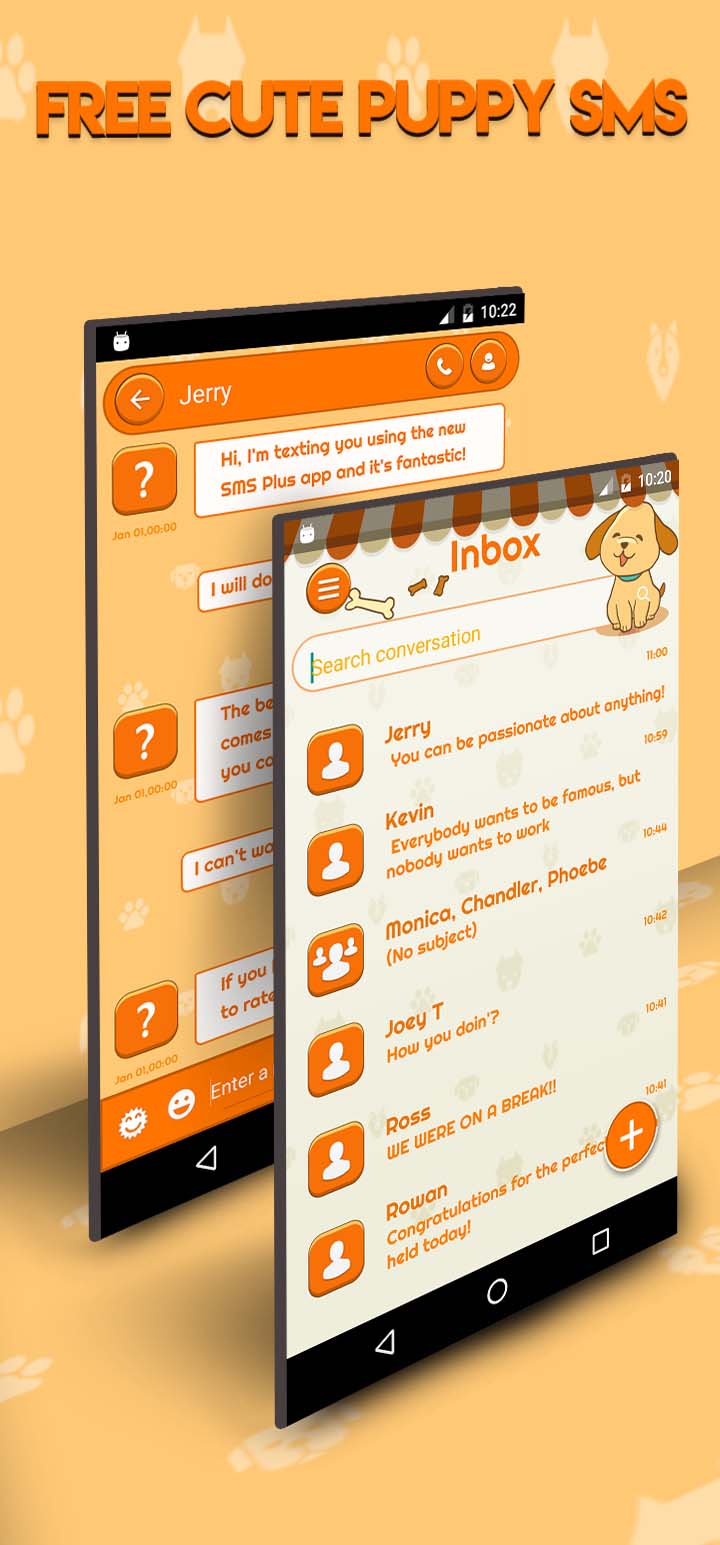 FREE CUTE PUPPY SMS
10:22
Jerry
Hi, I'm texting you using the new
SMS Plus app and it's fantastic!
Jan 01,00:00
I will do
The be
comes
you co
Jan 01,00:00
I can't wa
If you
to rate
Jan 01,00:00
Enter a
10:20
Inbox
Search conversation
11:00
Jerry
You can be passionate about anything!
10:59
Kevin
Everybody wants to be famous, but
nobody wants to work
10:44
Monica, Chandler, Phoebe
(No subject)
10:42
Joey T
How you doin'?
10:41
Ross
WE WERE ON A BREAK!!
10:41
Rowan
Congratulations for the perfec
held today!